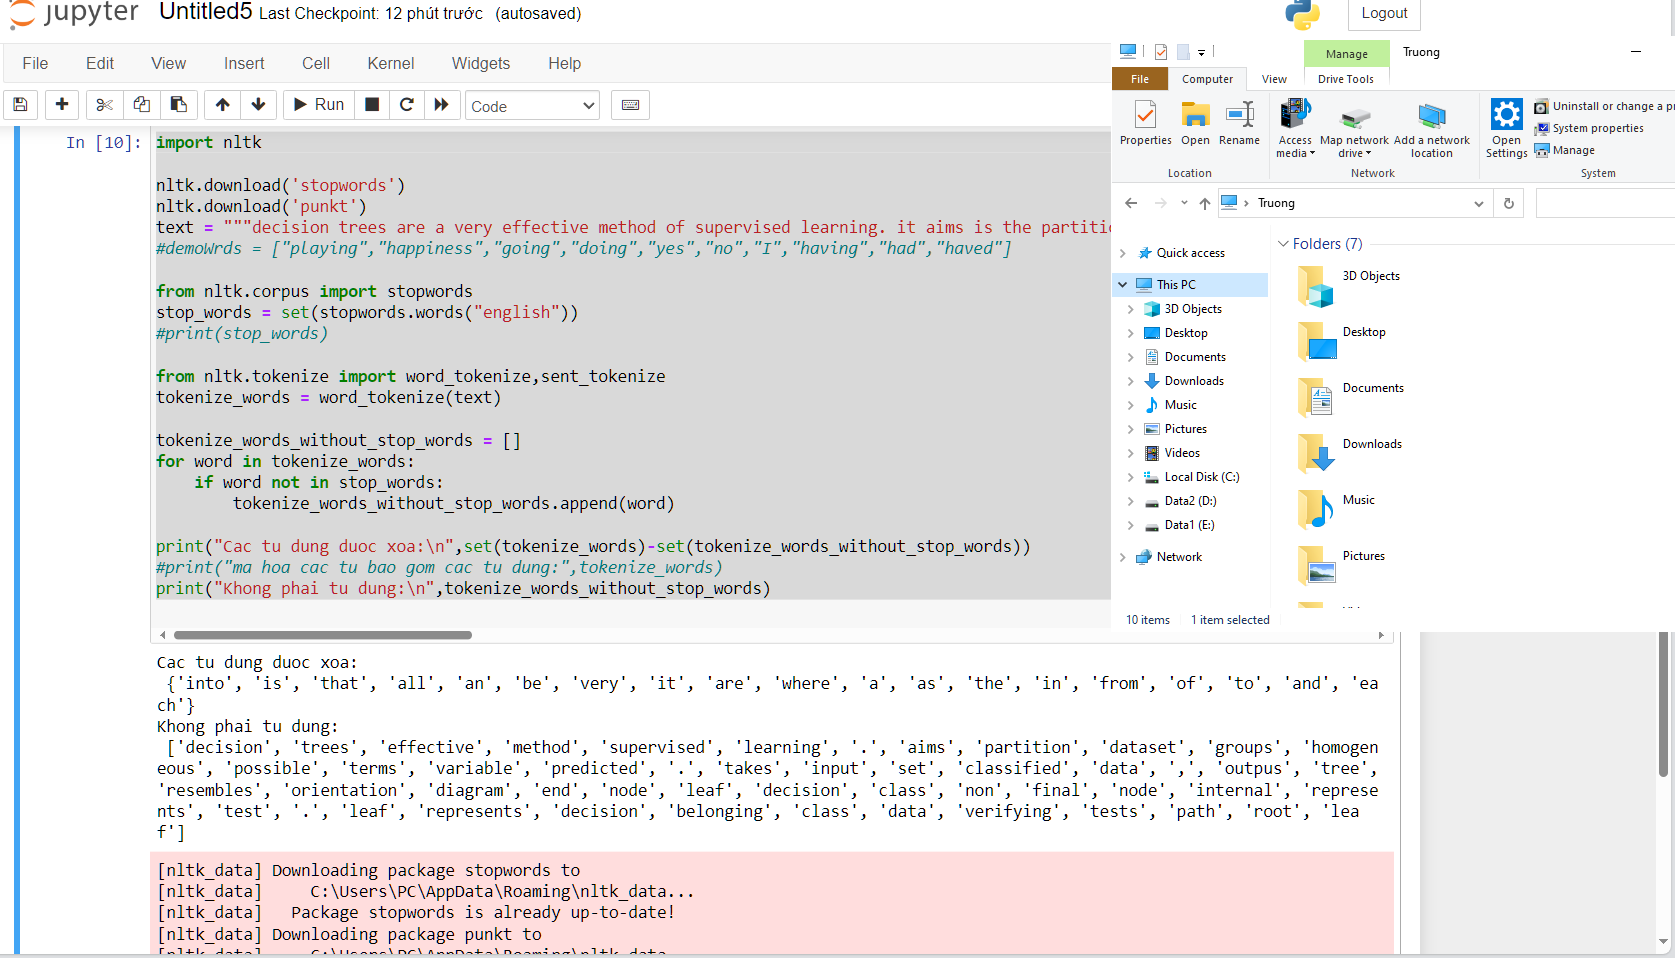 jupyter Untitled5 Last Checkpoint: 12 phút trước (autosaved)
Logout
File Edit View Insert Cell Kernel Widgets Help
Run Code
In [10]:
import nltk
nltk.download('stopwords')
nltk.download('punkt')
text = """decision trees are a very effective method of supervised learning. it aims is the partitio
#demoWrds = ["playing","happiness","going","doing","yes","no","I","having","had","haved"]
from nltk.corpus import stopwords
stop_words = set(stopwords.words("english"))
#print(stop_words)
from nltk.tokenize import word_tokenize,sent_tokenize
tokenize_words = word_tokenize(text)
tokenize_words_without_stop_words = []
for word in tokenize_words:
    if word not in stop_words:
        tokenize_words_without_stop_words.append(word)
print("Cac tu dung duoc xoa:\n",set(tokenize_words)-set(tokenize_words_without_stop_words))
#print("ma hoa cac tu bao gom cac tu dung:",tokenize_words)
print("Khong phai tu dung:\n",tokenize_words_without_stop_words)
Cac tu dung duoc xoa:
 {'into', 'is', 'that', 'all', 'an', 'be', 'very', 'it', 'are', 'where', 'a', 'as', 'the', 'in', 'from', 'of', 'to', 'and', 'ea
ch'}
Khong phai tu dung:
 ['decision', 'trees', 'effective', 'method', 'supervised', 'learning', '.', 'aims', 'partition', 'dataset', 'groups', 'homogen
eous', 'possible', 'terms', 'variable', 'predicted', '.', 'takes', 'input', 'set', 'classified', 'data', ',', 'outpus', 'tree',
'resembles', 'orientation', 'diagram', 'end', 'node', 'leaf', 'decision', 'class', 'non', 'final', 'node', 'internal', 'represe
nts', 'test', '.', 'leaf', 'represents', 'decision', 'belonging', 'class', 'data', 'verifying', 'tests', 'path', 'root', 'lea
f']
[nltk_data] Downloading package stopwords to
[nltk_data]     C:\Users\PC\AppData\Roaming\nltk_data...
[nltk_data]   Package stopwords is already up-to-date!
[nltk_data] Downloading package punkt to
[nltk_data]     C:\Users\PC\AppData\Roaming\nltk_data
Manage Truong
File Computer View Drive Tools
Properties Open Rename
Access media
Map network drive
Add a network location
Open Settings
Uninstall or change a pr
System properties
Manage
Location Network System
Truong
Quick access
This PC
3D Objects
Desktop
Documents
Downloads
Music
Pictures
Videos
Local Disk (C:)
Data2 (D:)
Data1 (E:)
Network
Folders (7)
3D Objects
Desktop
Documents
Downloads
Music
Pictures
10 items 1 item selected